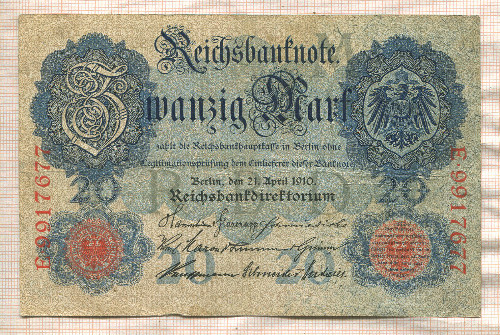 Reichsbanknote.
Zwanzig Mark
zahlt die Reichsbankhauptkasse in Berlin ohne
Legitimationsprüfung dem Einlieferer dieser Banknote
Berlin, den 21. April 1910.
Reichsbankdirektorium
E·9917677
E·9917677
20
20
20
20